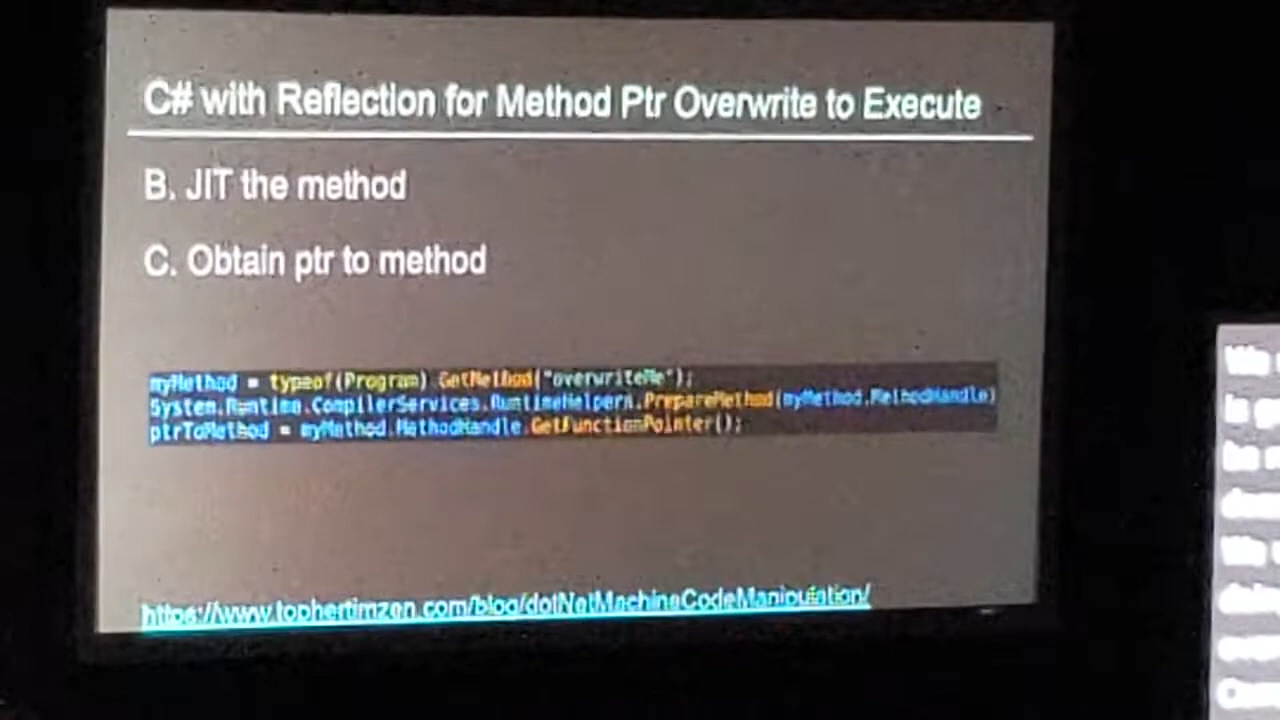 C# with Reflection for Method Ptr Overwrite to Execute
B. JIT the method
C. Obtain ptr to method
myMethod = typeof(Program).GetMethod("overwriteMe");
System.Runtime.CompilerServices.RuntimeHelpers.PrepareMethod(myMethod.MethodHandle)
ptrToMethod = myMethod.MethodHandle.GetFunctionPointer();
https://www.tophertimzen.com/blog/dotNetMachineCodeManipulation/
We